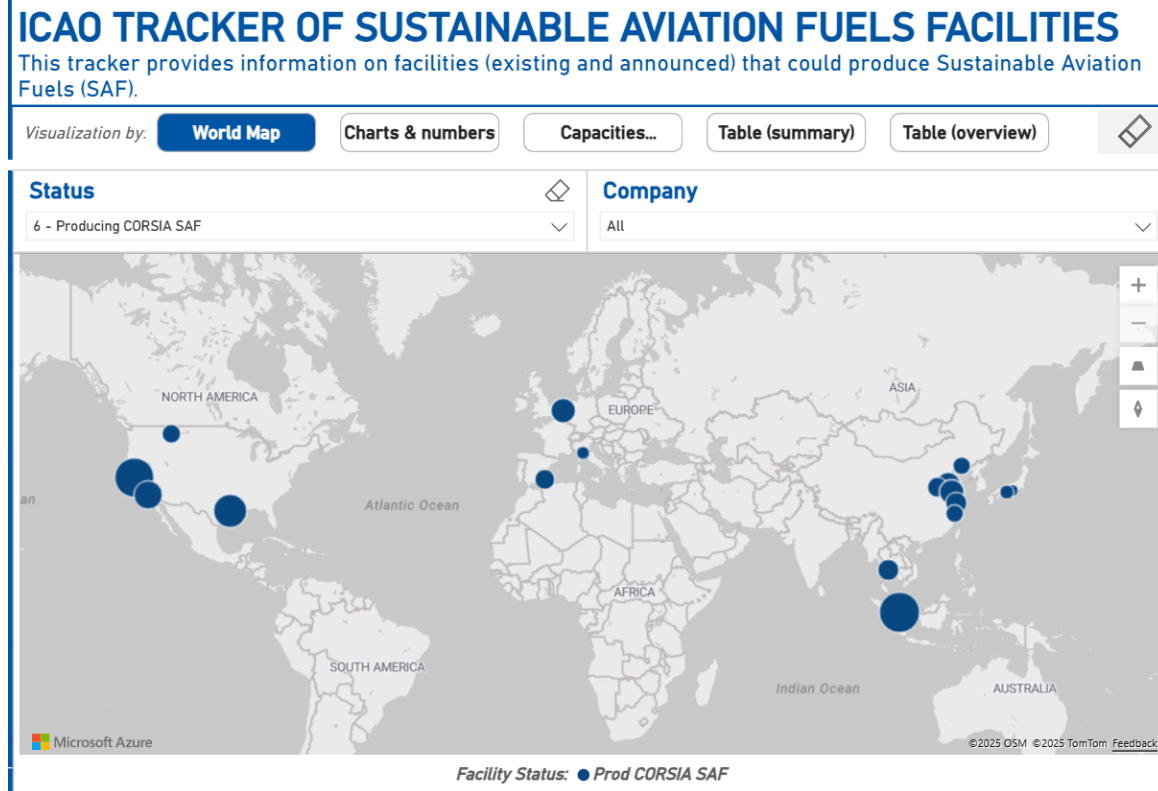 ICAO TRACKER OF SUSTAINABLE AVIATION FUELS FACILITIES
This tracker provides information on facilities (existing and announced) that could produce Sustainable Aviation
Fuels (SAF).
Visualization by: World Map Charts & numbers Capacities... Table (summary) Table (overview)
Status Company
6 - Producing CORSIA SAF All
ASIA
NORTH AMERICA
EUROPE
an
Atlantic Ocean
AFRICA
SOUTH AMERICA
Indian Ocean
AUSTRALIA
Microsoft Azure
©2025 OSM ©2025 TomTom Feedback
Facility Status: Prod CORSIA SAF